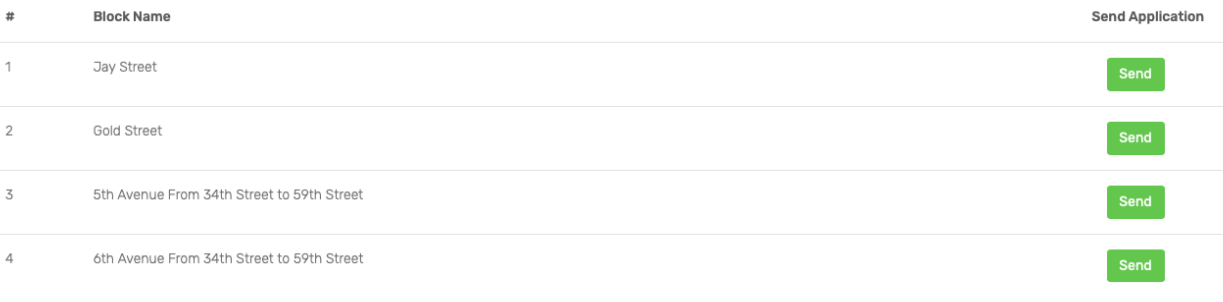 # Block Name Send Application
1 Jay Street Send
2 Gold Street Send
3 5th Avenue From 34th Street to 59th Street Send
4 6th Avenue From 34th Street to 59th Street Send